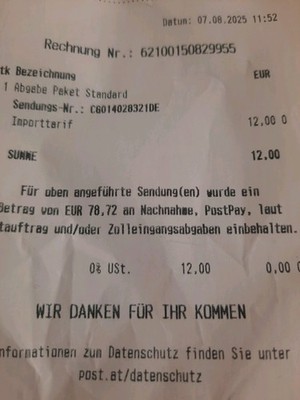 Datum: 07.08.2025 11:52
Rechnung Nr.: 62100150829955
tk Bezeichnung EUR
1 Abgabe Paket Standard
Sendungs-Nr.: CG014028321DE
Importtarif 12,00 0
SUMME 12,00
Für oben angeführte Sendung(en) wurde ein
Betrag von EUR 78,72 an Nachnahme, PostPay, laut
tauftrag und/oder Zolleingangsabgaben einbehalten.
0% USt. 12,00 0,00
WIR DANKEN FÜR IHR KOMMEN
nformationen zum Datenschutz finden Sie unter
post.at/datenschutz